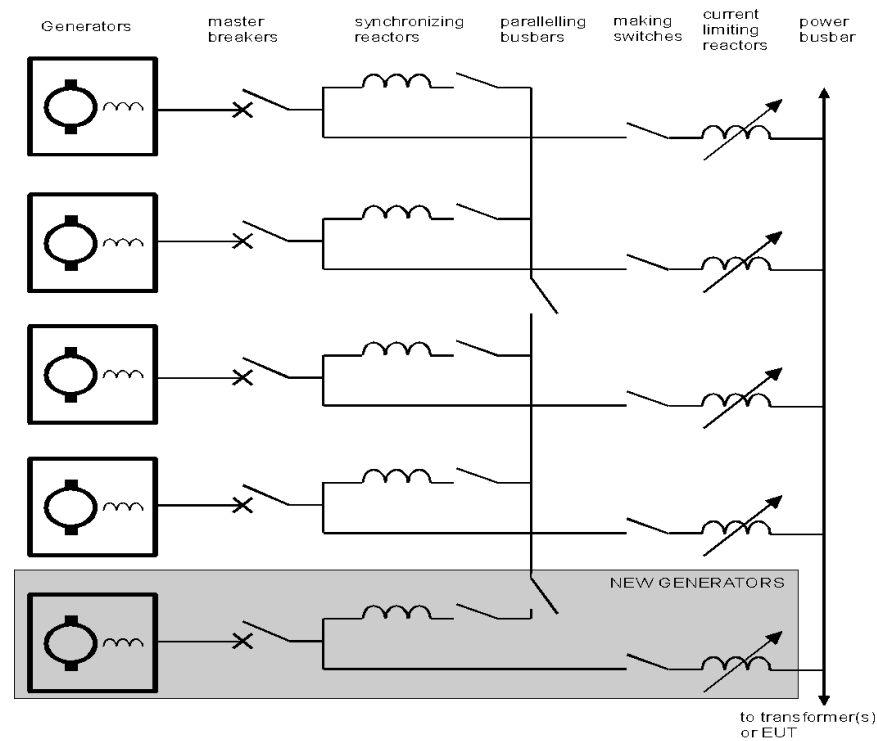 Generators
master
breakers
synchronizing
reactors
parallelling
busbars
making
switches
current
limiting
reactors
power
busbar
NEW GENERATORS
to transformer(s)
or EUT